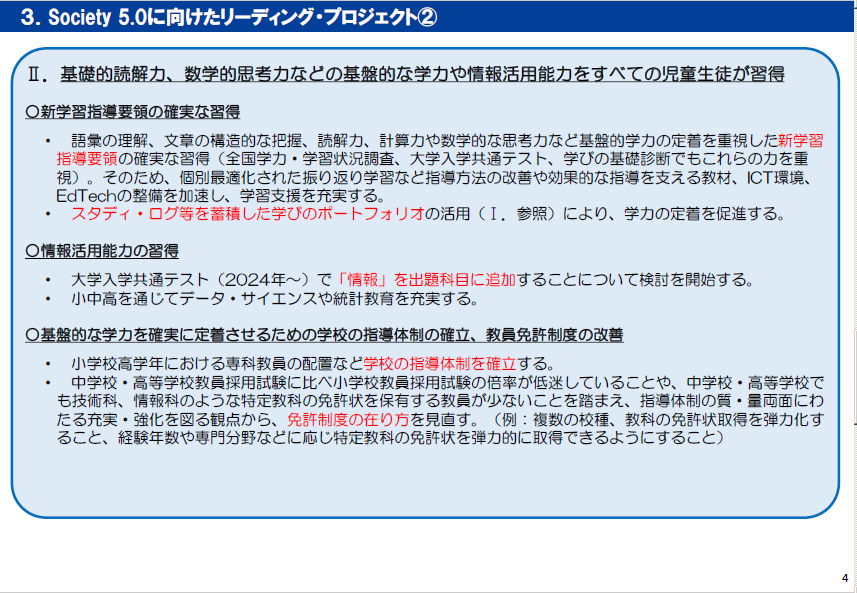 3. Society 5.0に向けたリーディング・プロジェクト②
Ⅱ．基礎的読解力、数学的思考力などの基盤的な学力や情報活用能力をすべての児童生徒が習得
○新学習指導要領の確実な習得
・ 語彙の理解、文章の構造的な把握、読解力、計算力や数学的な思考力など基盤的学力の定着を重視した新学習
指導要領の確実な習得（全国学力・学習状況調査、大学入学共通テスト、学びの基礎診断でもこれらの力を重
視）。そのため、個別最適化された振り返り学習など指導方法の改善や効果的な指導を支える教材、ICT環境、
EdTechの整備を加速し、学習支援を充実する。
・ スタディ・ログ等を蓄積した学びのポートフォリオの活用（Ⅰ．参照）により、学力の定着を促進する。
○情報活用能力の習得
・ 大学入学共通テスト（2024年～）で「情報」を出題科目に追加することについて検討を開始する。
・ 小中高を通じてデータ・サイエンスや統計教育を充実する。
○基盤的な学力を確実に定着させるための学校の指導体制の確立、教員免許制度の改善
・ 小学校高学年における専科教員の配置など学校の指導体制を確立する。
・ 中学校・高等学校教員採用試験に比べ小学校教員採用試験の倍率が低迷していることや、中学校・高等学校で
も技術科、情報科のような特定教科の免許状を保有する教員が少ないことを踏まえ、指導体制の質・量両面にわ
たる充実・強化を図る観点から、免許制度の在り方を見直す。（例：複数の校種、教科の免許状取得を弾力化す
ること、経験年数や専門分野などに応じ特定教科の免許状を弾力的に取得できるようにすること）
4